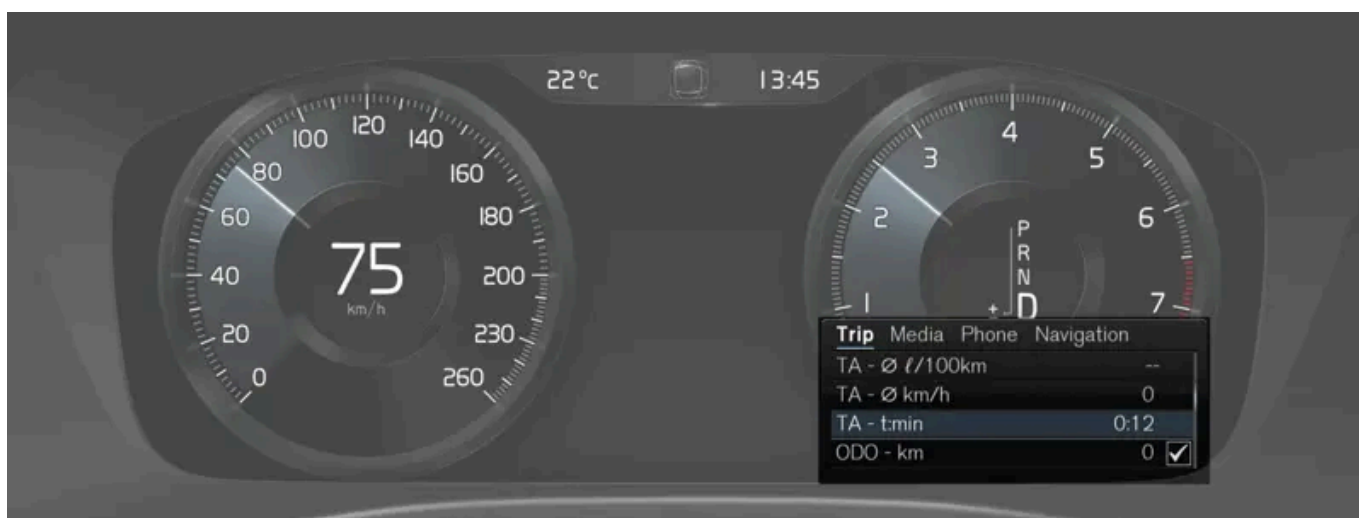 22°C
13:45
0
20
40
60
80
100
120
140
160
180
200
230
260
75
km/h
1
2
3
4
5
6
7
P
R
N
D
±
Trip Media Phone Navigation
TA - Ø ℓ/100km --
TA - Ø km/h 0
TA - t:min 0:12
ODO - km 0